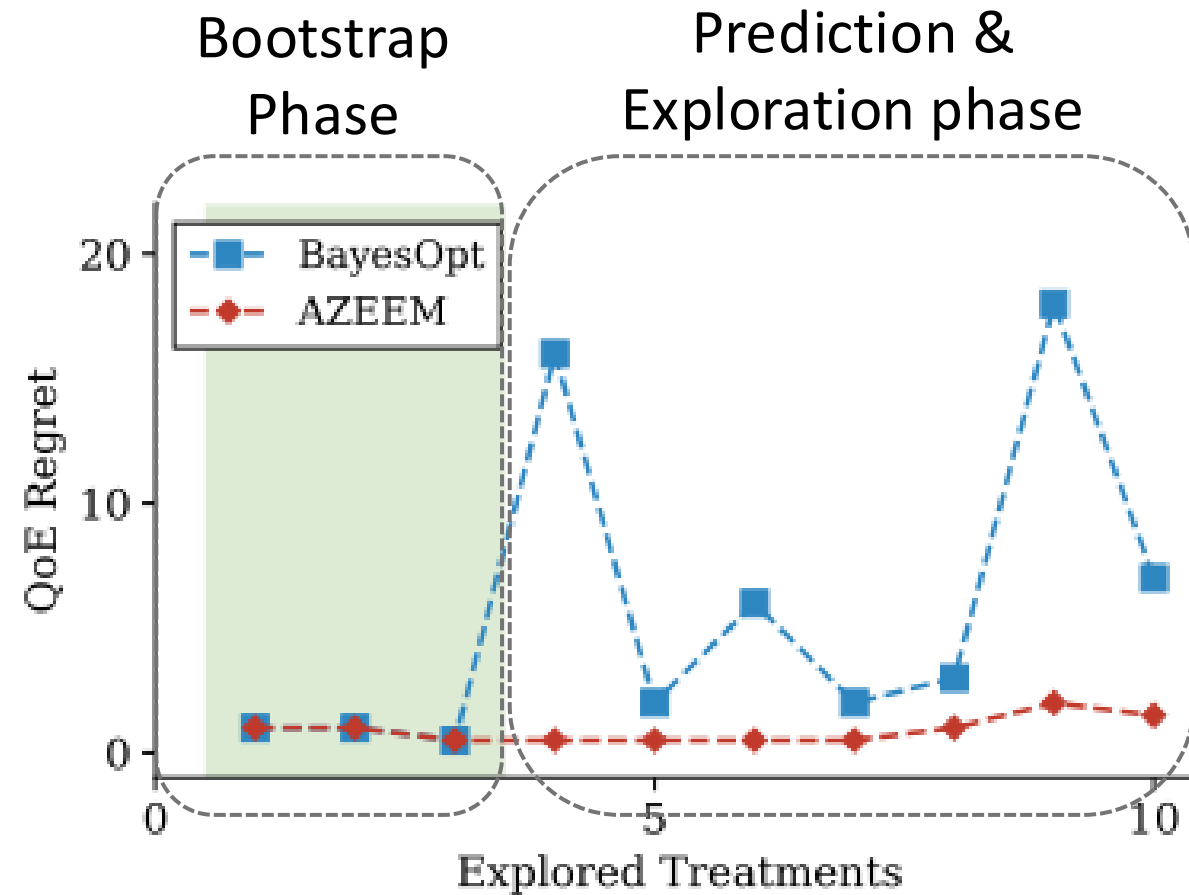 Bootstrap
Phase
Prediction &
Exploration phase
BayesOpt
AZEEM
20
10
0
QoE Regret
0
5
10
Explored Treatments